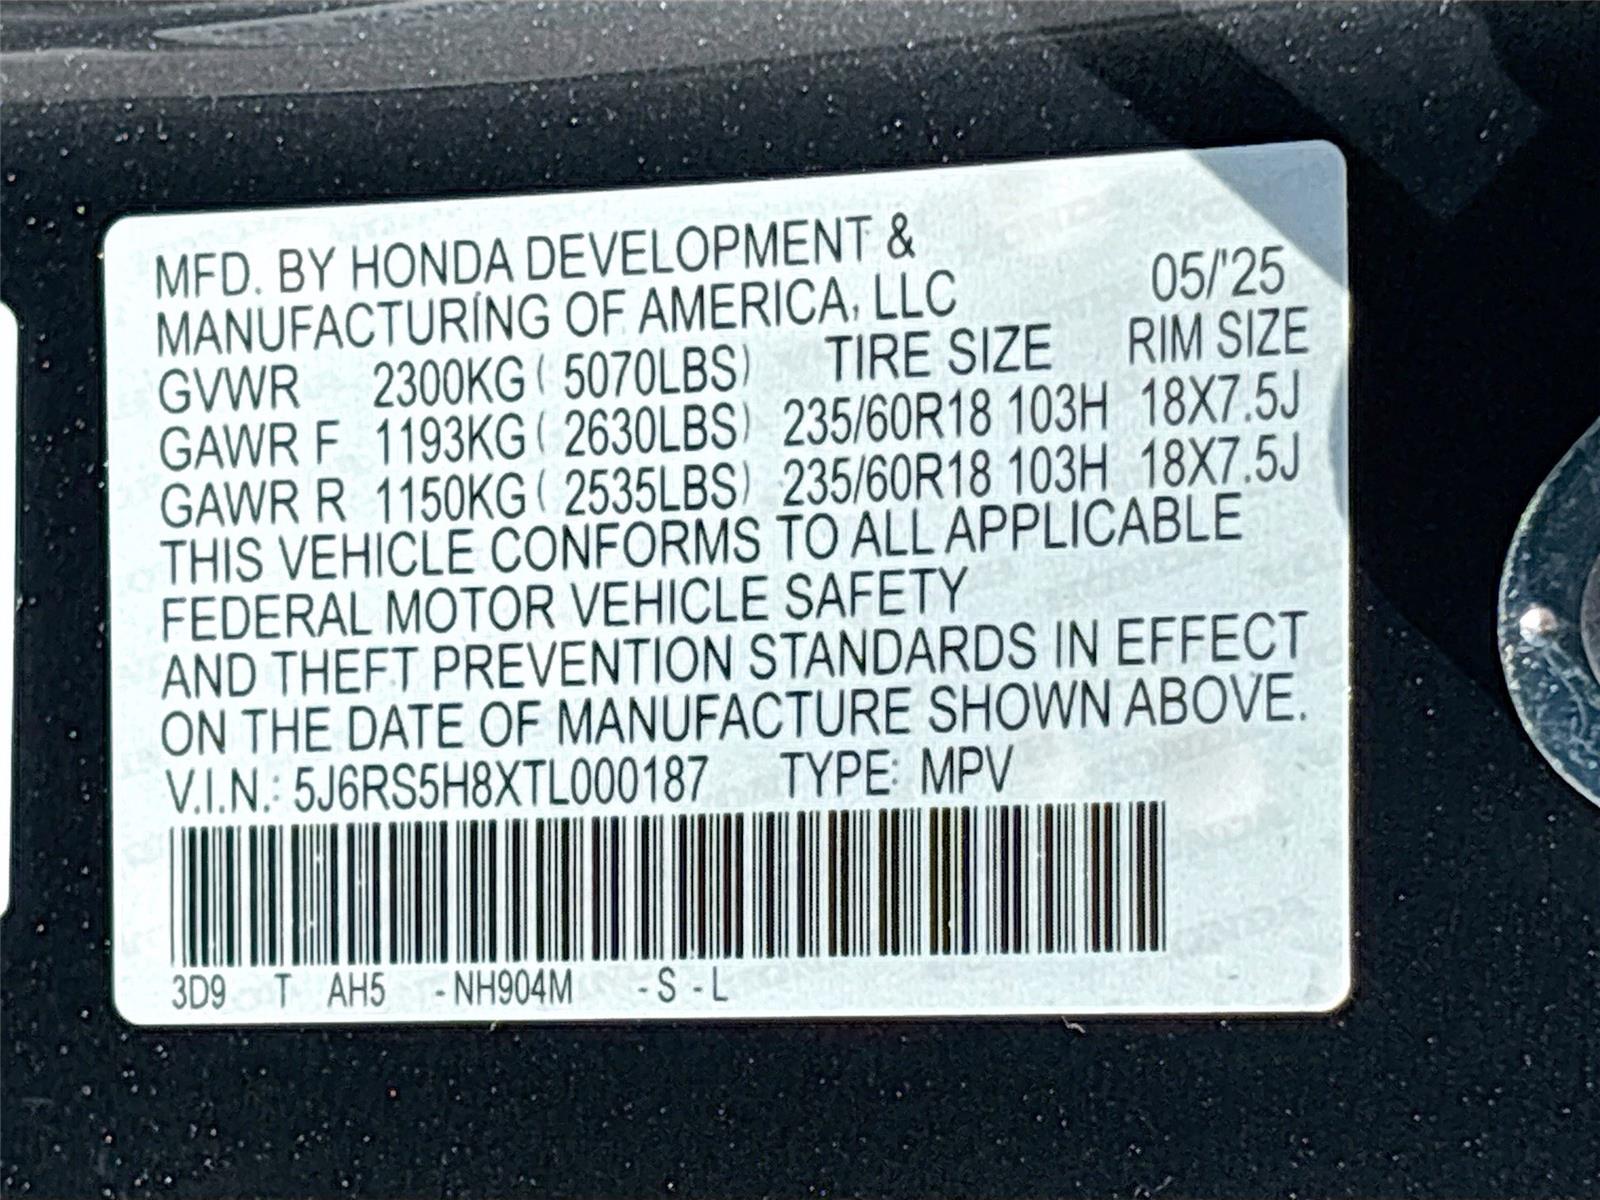 MFD. BY HONDA DEVELOPMENT &
MANUFACTURING OF AMERICA, LLC 05/'25
GVWR 2300KG ( 5070LBS) TIRE SIZE RIM SIZE
GAWR F 1193KG ( 2630LBS) 235/60R18 103H 18X7.5J
GAWR R 1150KG ( 2535LBS) 235/60R18 103H 18X7.5J
THIS VEHICLE CONFORMS TO ALL APPLICABLE
FEDERAL MOTOR VEHICLE SAFETY
AND THEFT PREVENTION STANDARDS IN EFFECT
ON THE DATE OF MANUFACTURE SHOWN ABOVE.
V.I.N.: 5J6RS5H8XTL000187 TYPE: MPV
3D9 T AH5 -NH904M -S -L